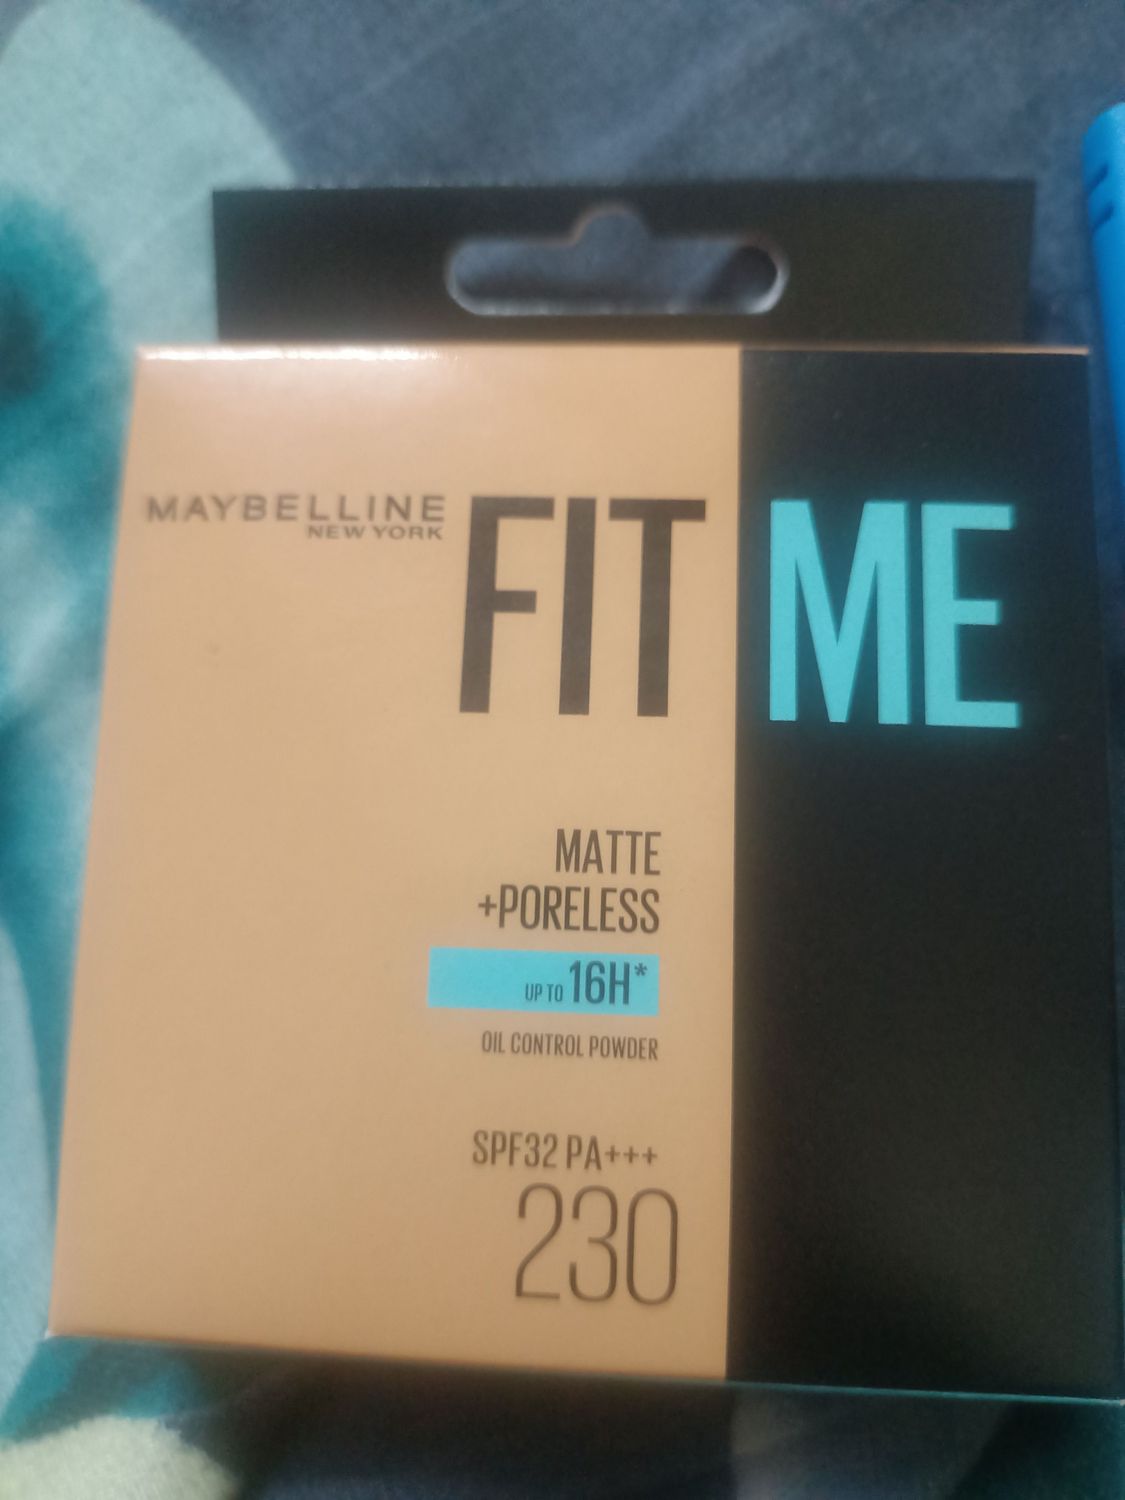 MAYBELLINE
NEW YORK
FIT ME
MATTE
+PORELESS
UP TO 16H*
OIL CONTROL POWDER
SPF32 PA+++
230